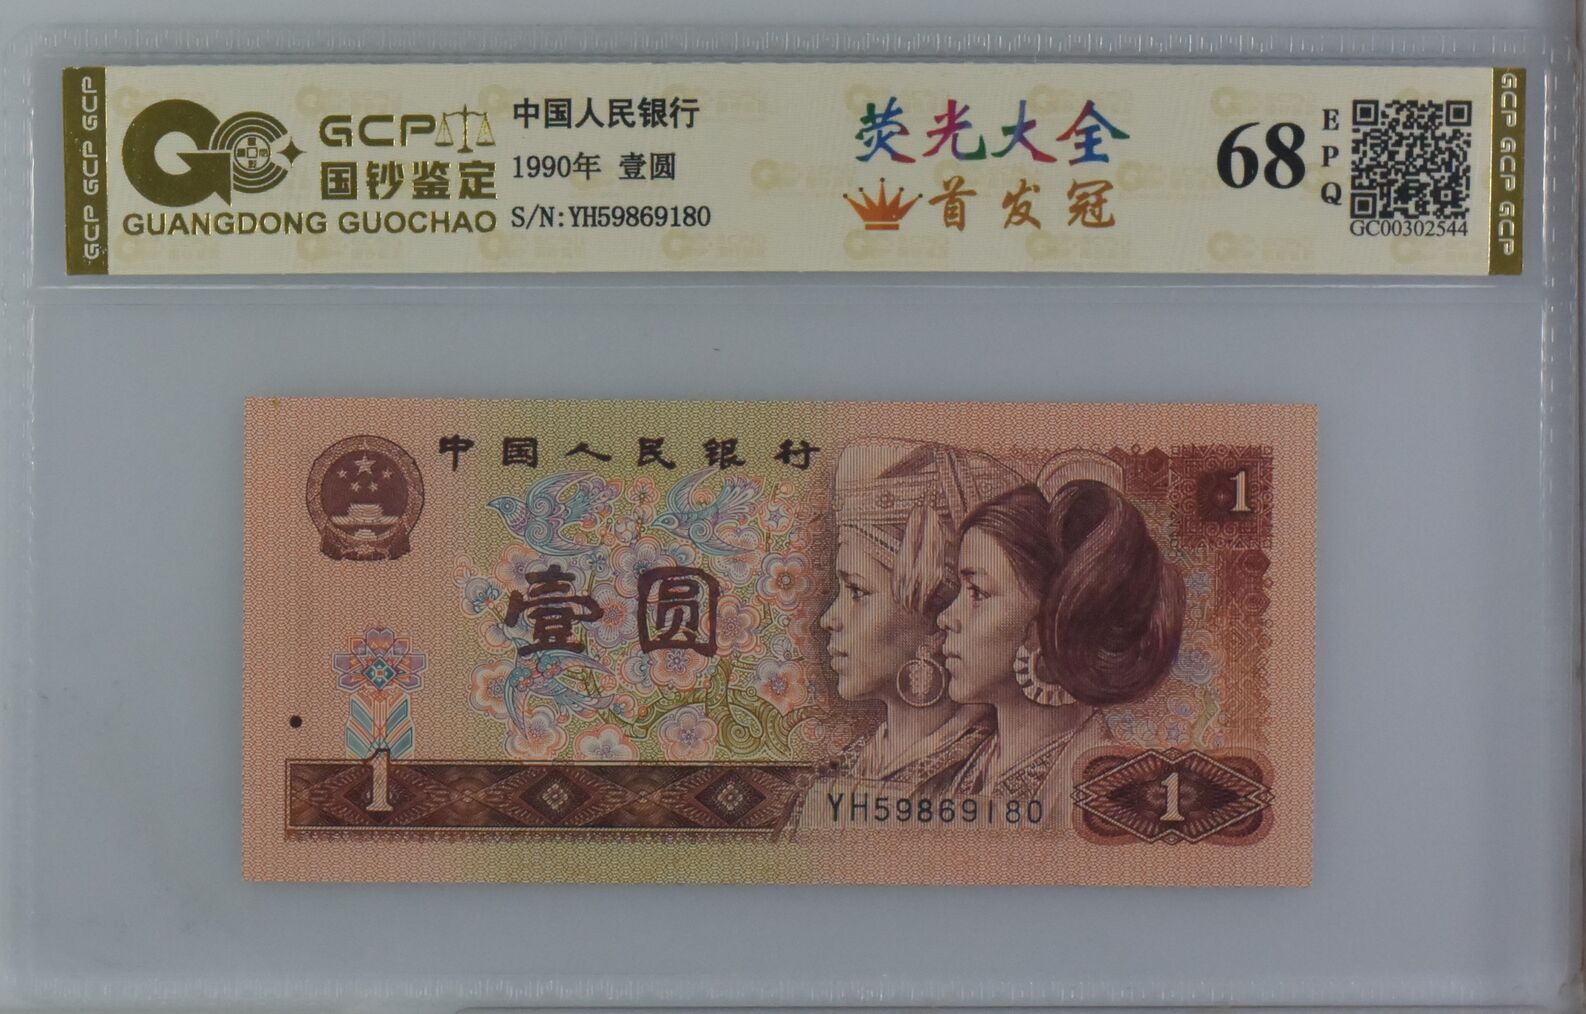 GCP GCP GCP
GCP
国钞鉴定
GUANGDONG GUOCHAO
中国人民银行
1990年 壹圆
S/N:YH59869180
荧光大全
首发冠
68
EPQ
GC00302544
GCP GCP GCP
中国人民银行
1
壹圆
1
YH59869180
1